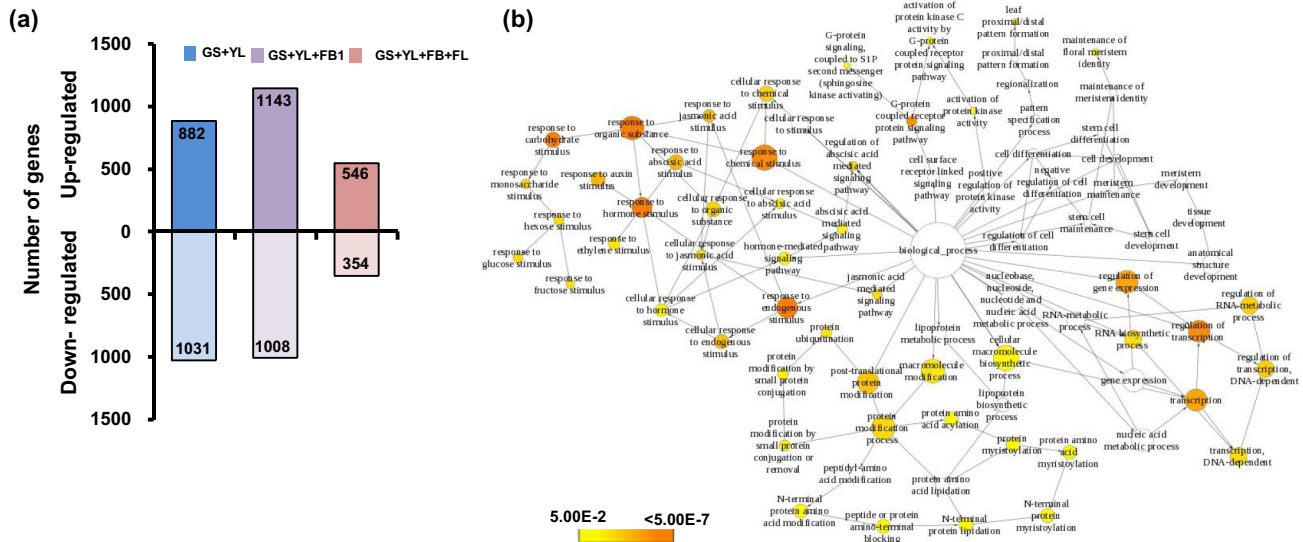 (a)
1500
1000
500
0
500
1000
1500
Number of genes
Up-regulated
Down- regulated
GS+YL
GS+YL+FB1
GS+YL+FB+FL
882
1143
546
1031
1008
354
(b)
activation of
protein kinase C
activity by
G-protein
coupled receptor
protein signaling
pathway
leaf
proximal/distal
pattern formation
proximal/distal
pattern formation
regionalization
pattern
specification
process
maintenance
of floral meristem
identity
maintenance of
meristem identity
G-protein
signaling,
coupled to S1P
second messenger
(sphingosine
kinase activating)
cellular response
to chemical
stimulus
cellular response
to stimulus
response to
jasmonic acid
stimulus
response to
organic substance
response to
carbohydrate
stimulus
G-protein
coupled receptor
protein signaling
pathway
activation of
protein kinase
activity
stem cell
differentiation
response to
abscisic acid
stimulus
response to
chemical stimulus
regulation of
abscisic acid
mediated
signaling
pathway
cell surface
receptor linked
signaling
pathway
positive
regulation of
protein kinase
activity
cell differentiation
negative
regulation of cell
differentiation
cell development
meristem
maintenance
meristem
development
response to
monosaccharide
stimulus
response to auxin
stimulus
response to
hormone stimulus
cellular response
to organic
substance
cellular response
to abscisic acid
stimulus
abscisic acid
mediated
signaling
pathway
stem cell
maintenance
tissue
development
response to
hexose stimulus
response to
ethylene stimulus
response to
glucose stimulus
response to
fructose stimulus
cellular response
to jasmonic acid
stimulus
hormone-mediated
signaling
pathway
biological_process
regulation of cell
differentiation
stem cell
development
anatomical
structure
development
cellular response
to hormone
stimulus
response to
endogenous
stimulus
jasmonic acid
mediated
signaling
pathway
nucleobase,
nucleoside,
nucleotide and
nucleic acid
metabolic process
regulation of
gene expression
regulation of
RNA-metabolic
process
RNA-metabolic
process
cellular response
to endogenous
stimulus
protein
ubiquitination
lipoprotein
metabolic process
cellular
macromolecule
biosynthetic
process
RNA biosynthetic
process
regulation of
transcription
regulation of
transcription,
DNA-dependent
protein
modification by
small protein
conjugation
post-translational
protein
modification
macromolecule
modification
lipoprotein
biosynthetic
process
gene expression
transcription
protein
modification by
small protein
conjugation or
removal
protein
modification
process
protein amino
acid acylation
protein
myristoylation
protein amino
acid
myristoylation
nucleic acid
metabolic process
transcription,
DNA-dependent
peptidyl-amino
acid modification
protein amino
acid lipidation
N-terminal
protein amino
acid modification
peptide or protein
amino-terminal
blocking
N-terminal
protein lipidation
N-terminal
protein
myristoylation
5.00E-2
<5.00E-7